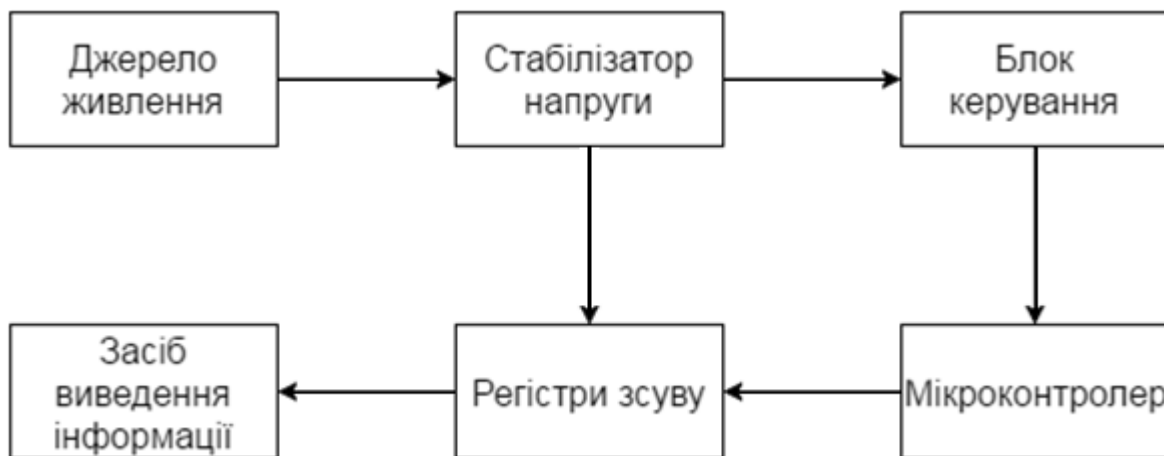 Джерело
живлення
Стабілізатор
напруги
Блок
керування
Засіб
виведення
інформації
Регістри зсуву
Мікроконтролер